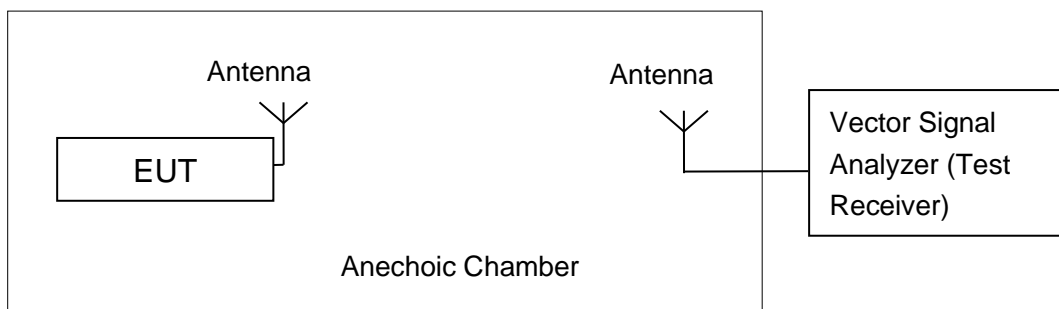 Antenna
Antenna
EUT
Vector Signal
Analyzer (Test
Receiver)
Anechoic Chamber